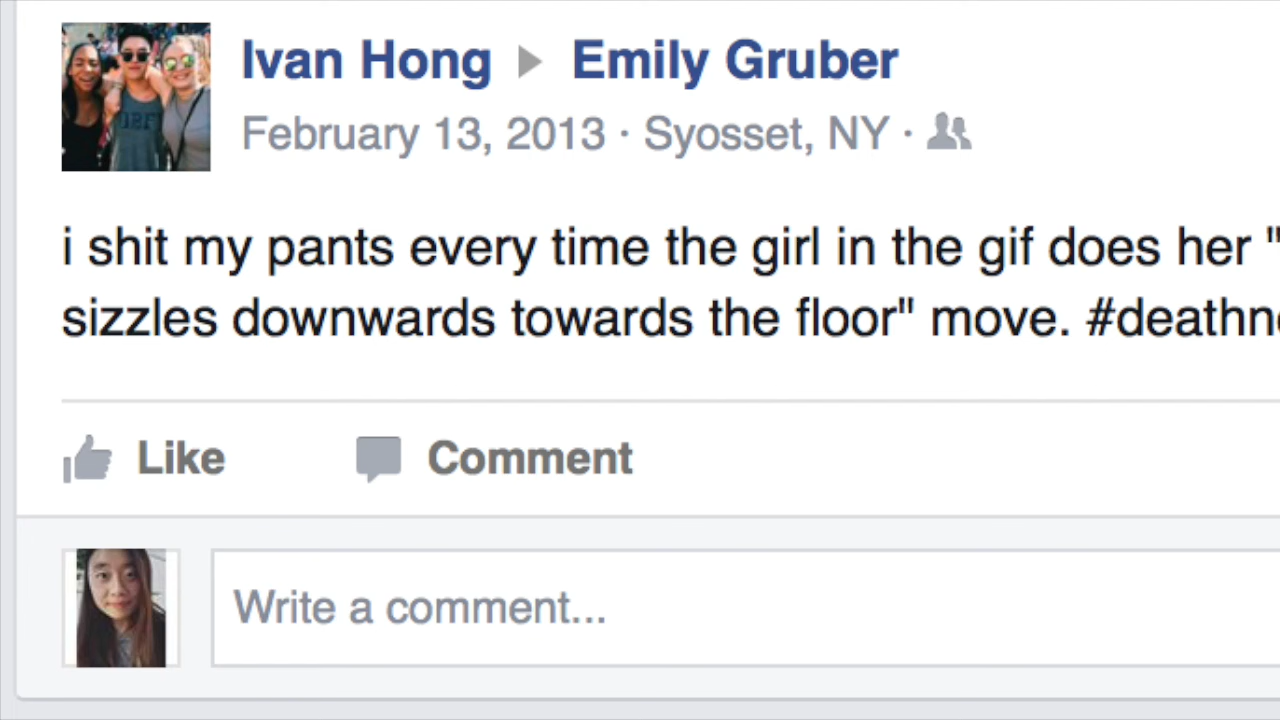 Ivan Hong ▶ Emily Gruber
February 13, 2013 · Syosset, NY ·
i shit my pants every time the girl in the gif does her "
sizzles downwards towards the floor" move. #deathn
Like Comment
Write a comment...